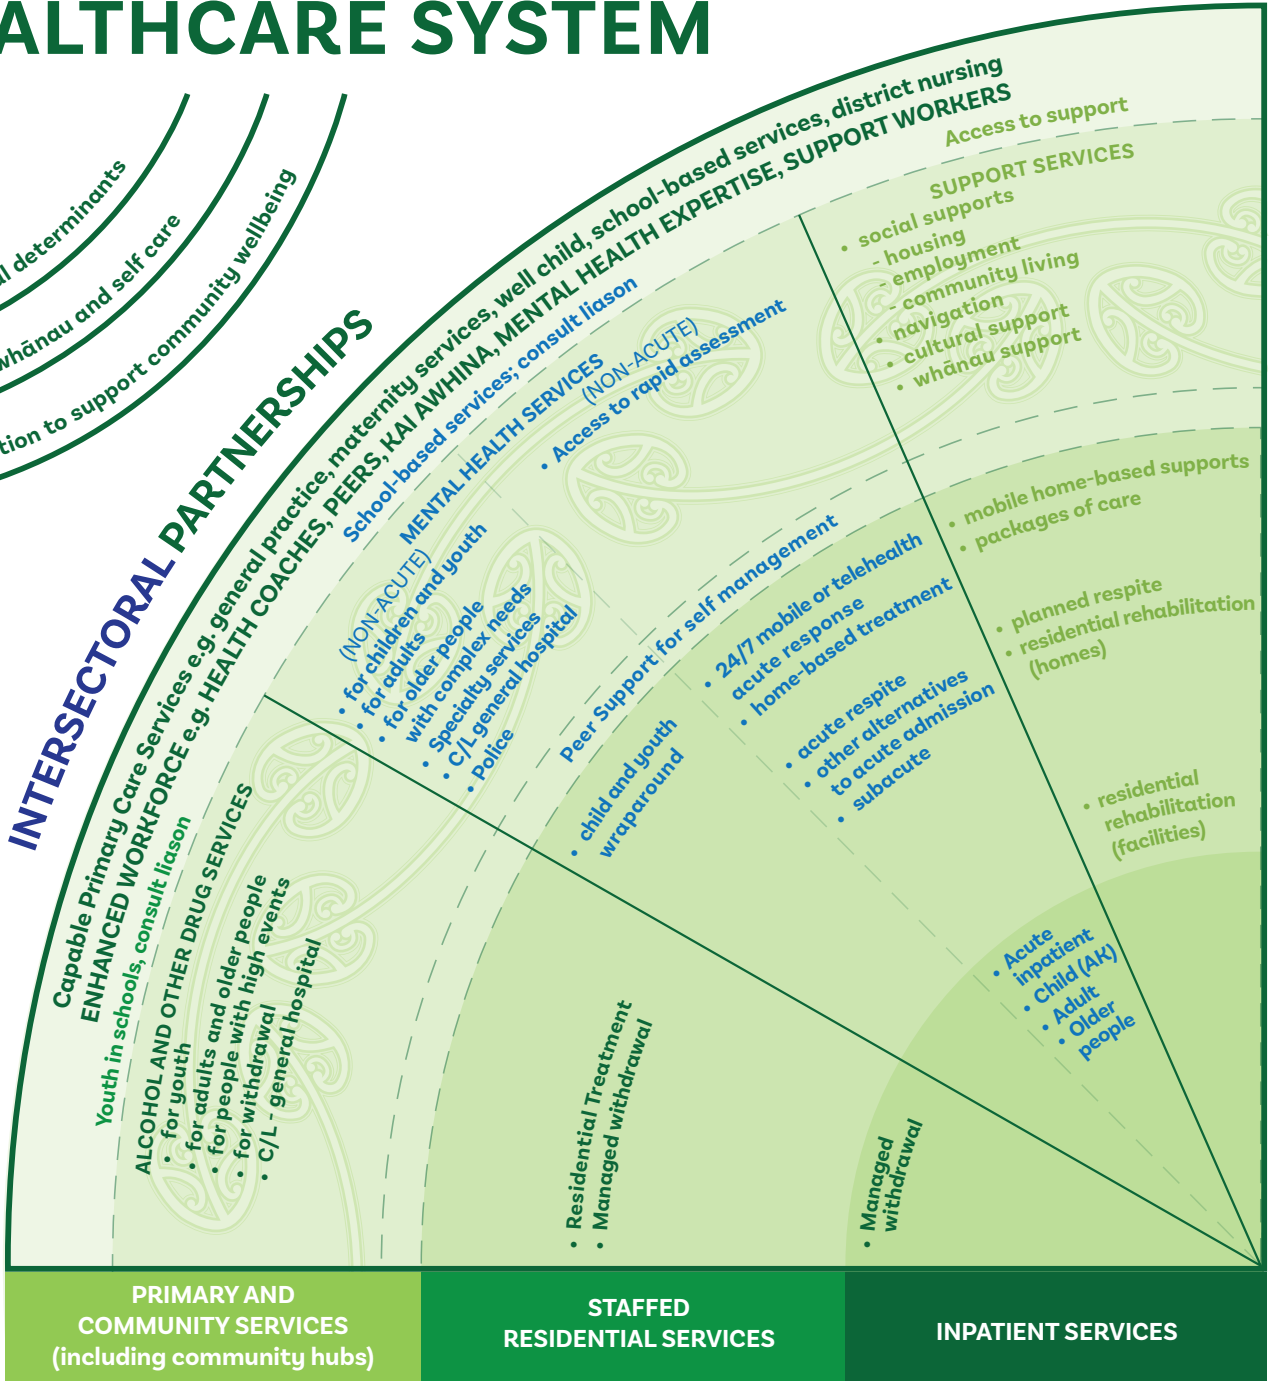 ALTHCARE SYSTEM
al determinants
whānau and self care
tion to support community wellbeing
INTERSECTORAL PARTNERSHIPS
Capable Primary Care Services e.g. general practice, maternity services, well child, school-based services, district nursing
ENHANCED WORKFORCE e.g. HEALTH COACHES, PEERS, KAI AWHINA, MENTAL HEALTH EXPERTISE, SUPPORT WORKERS
Youth in schools, consult liason
School-based services; consult liason
Access to support
ALCOHOL AND OTHER DRUG SERVICES
• for youth
• for adults and older people
• for people with high events
• for withdrawal
• C/L - general hospital
MENTAL HEALTH SERVICES
(NON-ACUTE)
• for children and youth
• for adults
• for older people
with complex needs
• Specialty services
• C/L general hospital
• Police
(NON-ACUTE)
• Access to rapid assessment
SUPPORT SERVICES
• social supports
- housing
- employment
- community living
• navigation
• cultural support
• whānau support
Peer Support for self management
• Residential Treatment
• Managed withdrawal
• child and youth
wraparound
• 24/7 mobile or telehealth
acute response
• home-based treatment
• acute respite
• other alternatives
to acute admission
• subacute
• mobile home-based supports
• packages of care
• planned respite
• residential rehabilitation
(homes)
• residential
rehabilitation
(facilities)
• Managed
withdrawal
• Acute
inpatient
• Child (AK)
• Adult
• Older
people
PRIMARY AND
COMMUNITY SERVICES
(including community hubs)
STAFFED
RESIDENTIAL SERVICES
INPATIENT SERVICES